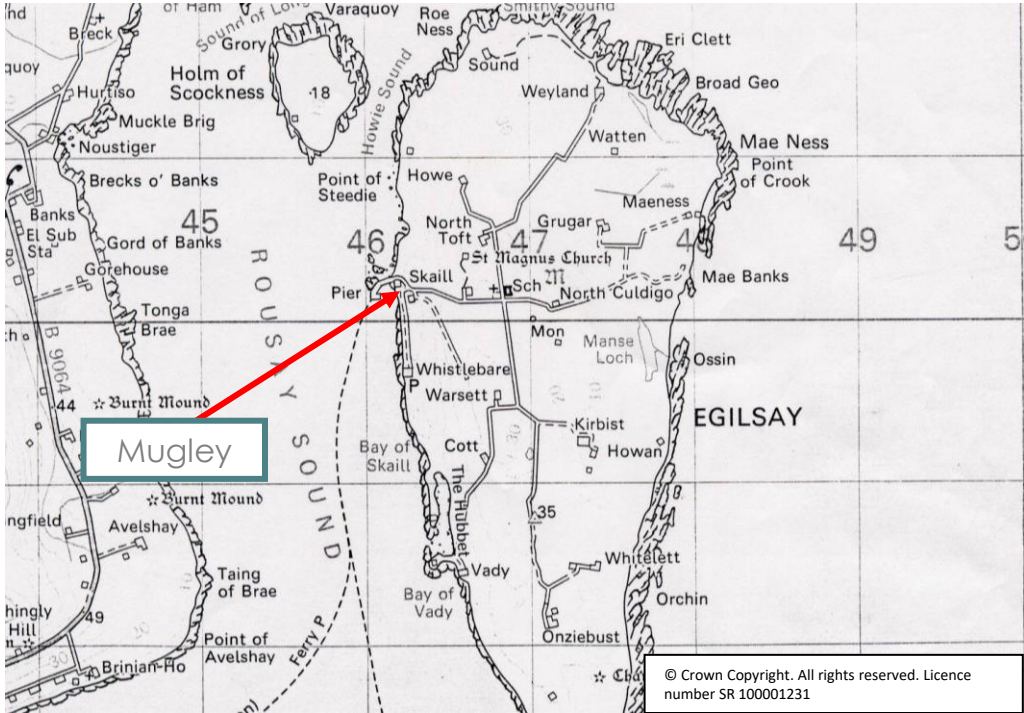 of Ham
Sound of Long
Varaquoy
Roe
Ness
Smithy Sound
Breck
Grory
Eri Clett
quoy
Holm of
Scockness
18
Sound
Broad Geo
Hurtiso
Weyland
Howie Sound
Muckle Brig
Watten
Noustiger
Mae Ness
Point
of Crook
Brecks o' Banks
Point of
Steedie
Howe
Maeness
Banks
El Sub
Sta
45
46
North
Toft
47
Grugar
49
5
Gord of Banks
St Magnus Church
Gorehouse
Skaill
Sch
M
Mae Banks
Pier
North Culdigo
Tonga
Brae
ROUSAY SOUND
Mon
Manse
Loch
B 9064
Ossin
Whistlebare
P
44
Burnt Mound
Warsett
EGILSAY
Mugley
Kirbist
Bay of
Skaill
Cott
Howan
The Hubbet
Burnt Mound
ngfield
Avelshay
35
Whitelett
Taing
of Brae
Vady
Bay of
Vady
Orchin
hingly
Hill
49
Onziebust
Point of
Avelshay
Ferry P
30
Brinian Ho
© Crown Copyright. All rights reserved. Licence
number SR 100001231